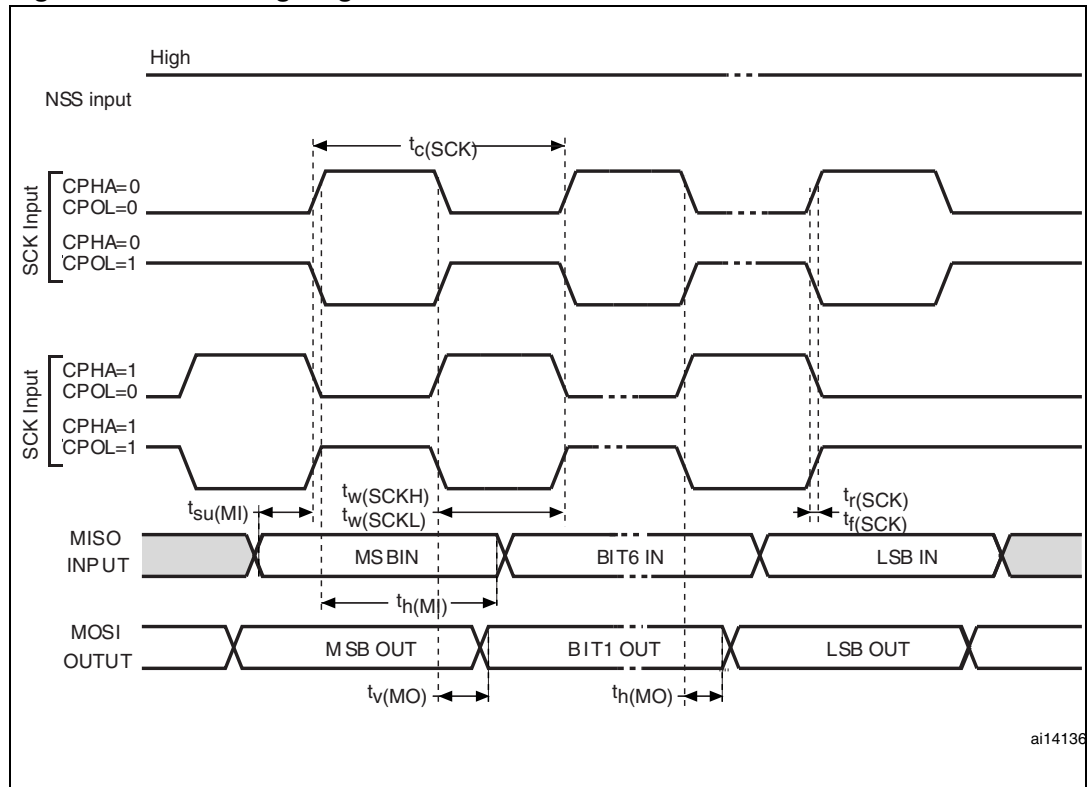 High
NSS input
tc(SCK)
SCK Input
CPHA=0
CPOL=0
CPHA=0
CPOL=1
SCK Input
CPHA=1
CPOL=0
CPHA=1
CPOL=1
tsu(MI)
tw(SCKH)
tw(SCKL)
tr(SCK)
tf(SCK)
MISO
INPUT
MSBIN
BIT6 IN
LSB IN
th(MI)
MOSI
OUTUT
MSB OUT
BIT1 OUT
LSB OUT
tv(MO)
th(MO)
ai14136